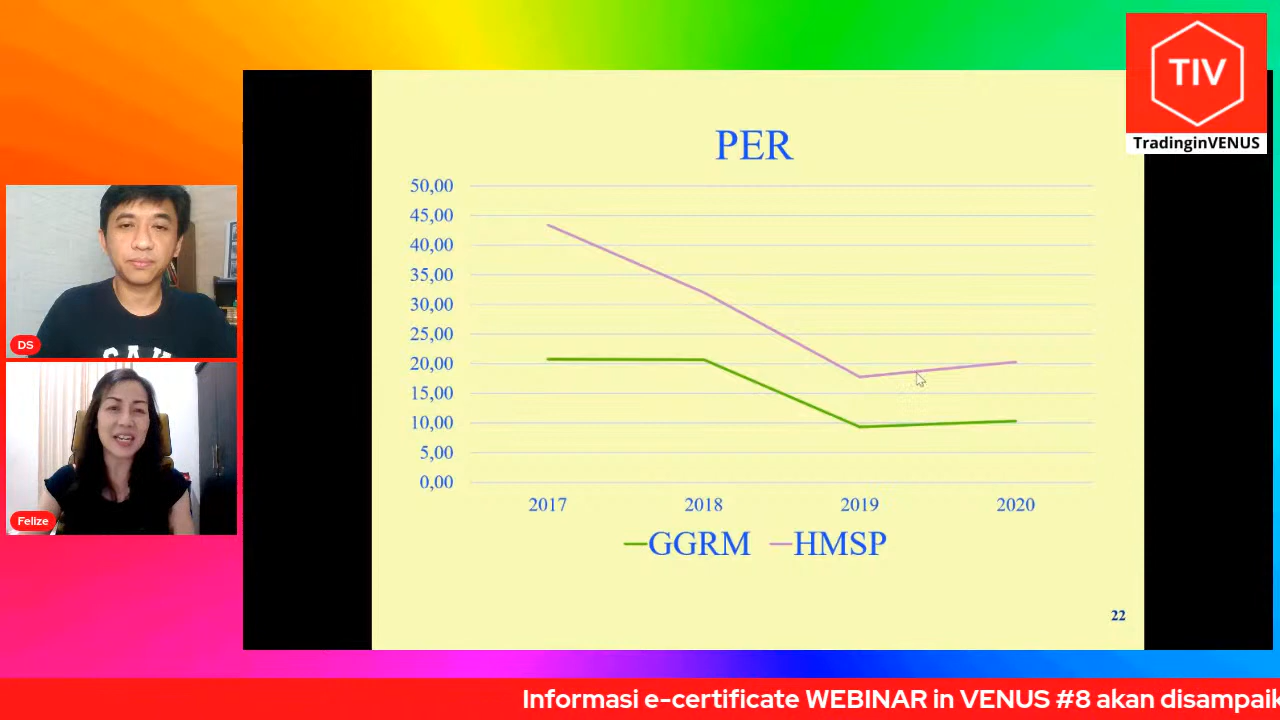 TIV
TradinginVENUS
PER
50,00
45,00
40,00
35,00
30,00
25,00
20,00
15,00
10,00
5,00
0,00
2017 2018 2019 2020
GGRM HMSP
22
DS
Felize
Informasi e-certificate WEBINAR in VENUS #8 akan disampaik